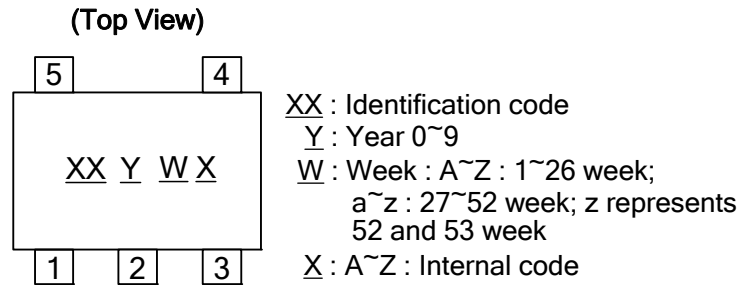 (Top View)
5 4
XX Y W X
1 2 3
XX : Identification code
Y : Year 0~9
W : Week : A~Z : 1~26 week;
a~z : 27~52 week; z represents
52 and 53 week
X : A~Z : Internal code